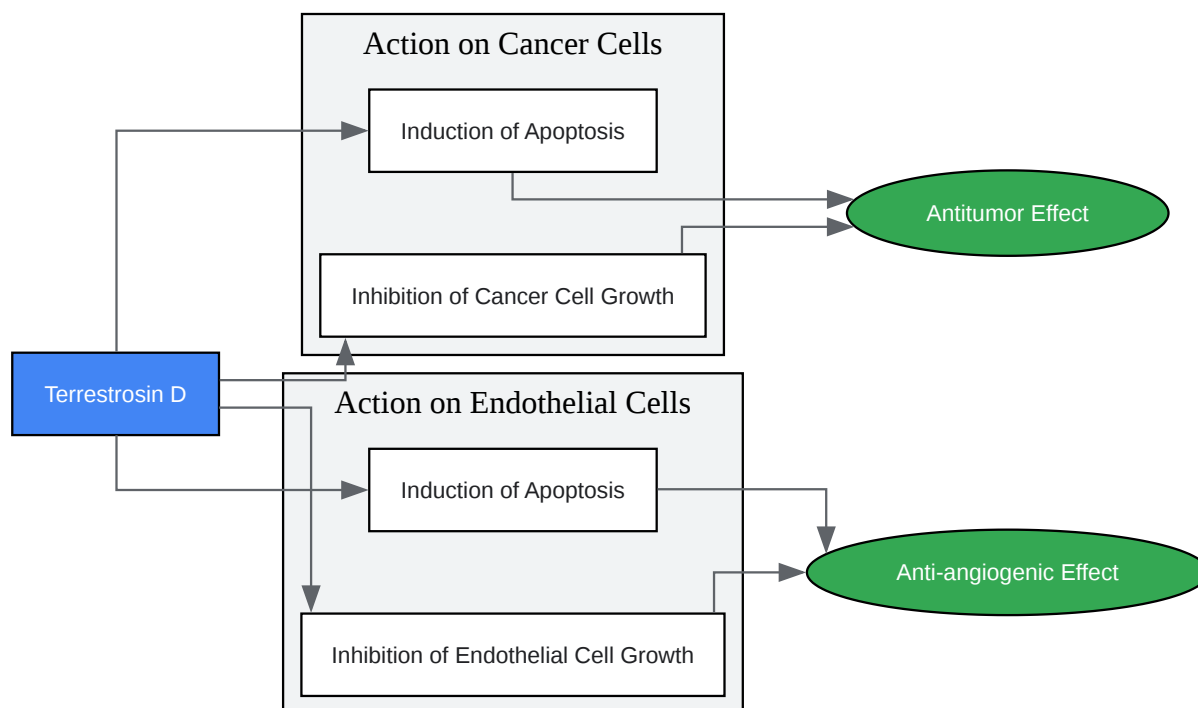 Action on Cancer Cells
Induction of Apoptosis
Antitumor Effect
Inhibition of Cancer Cell Growth
Terrestrosin D
Action on Endothelial Cells
Induction of Apoptosis
Anti-angiogenic Effect
Inhibition of Endothelial Cell Growth